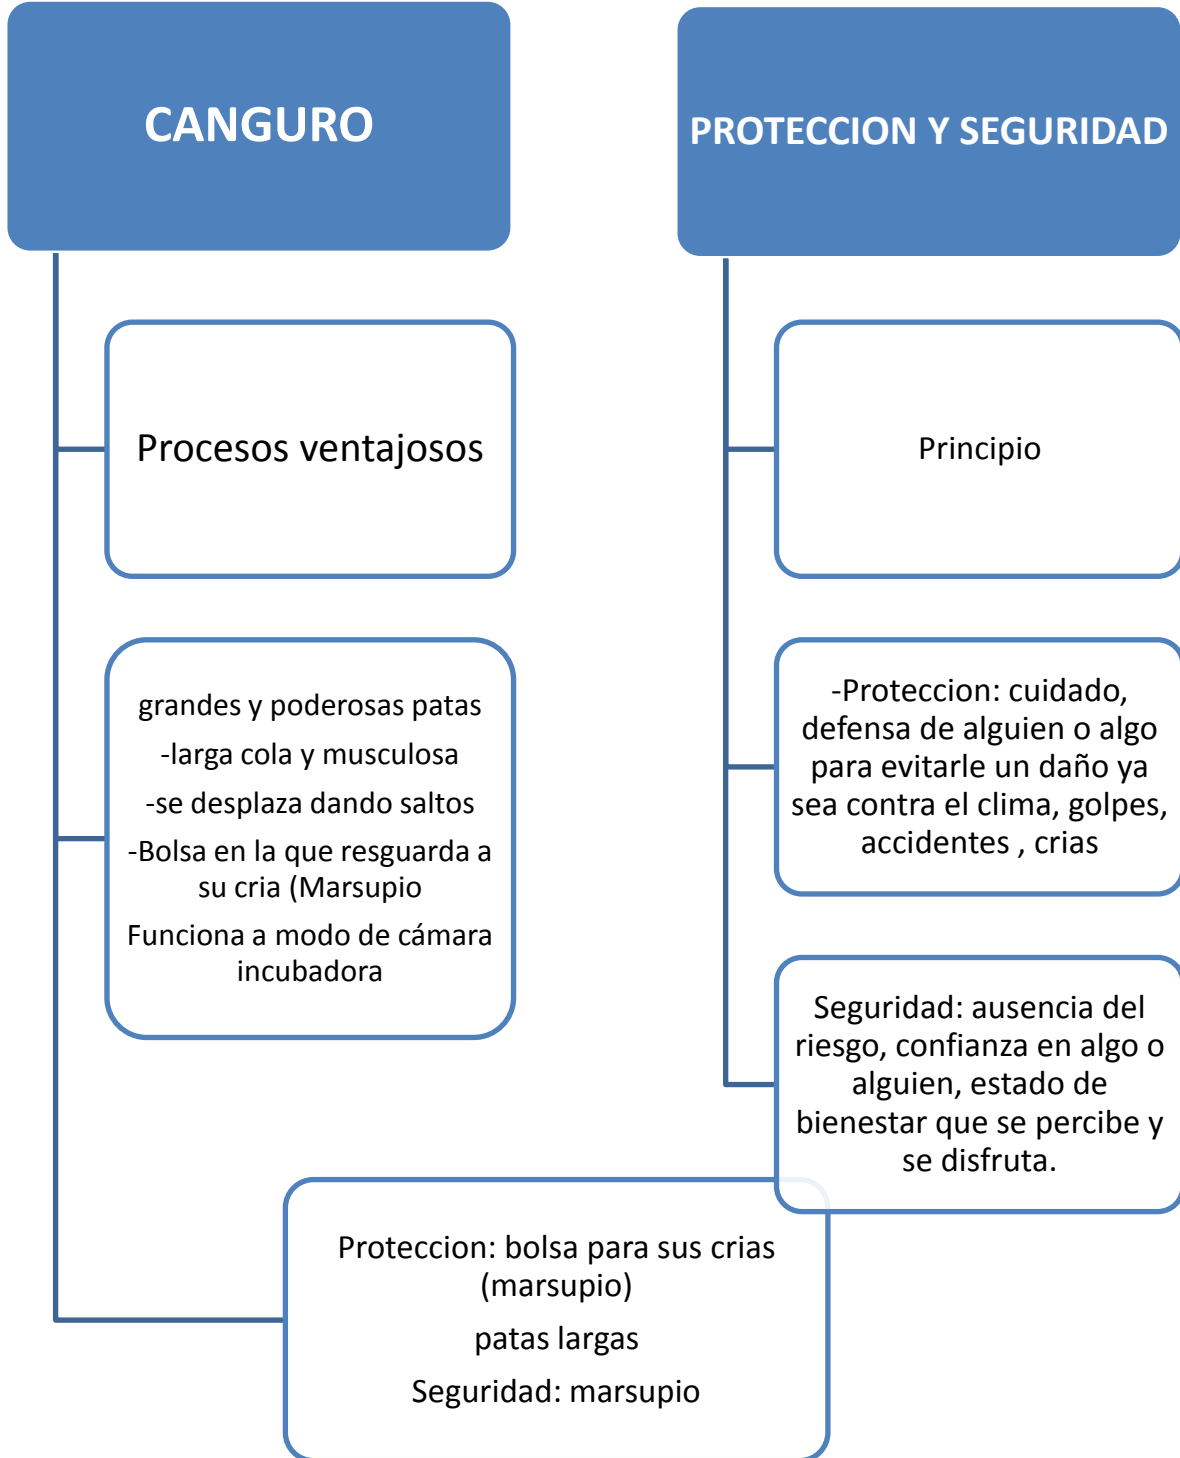 CANGURO
Procesos ventajosos
grandes y poderosas patas
-larga cola y musculosa
-se desplaza dando saltos
-Bolsa en la que resguarda a
su cria (Marsupio
Funciona a modo de cámara
incubadora
Proteccion: bolsa para sus crias
(marsupio)
patas largas
Seguridad: marsupio
PROTECCION Y SEGURIDAD
Principio
-Proteccion: cuidado,
defensa de alguien o algo
para evitarle un daño ya
sea contra el clima, golpes,
accidentes , crias
Seguridad: ausencia del
riesgo, confianza en algo o
alguien, estado de
bienestar que se percibe y
se disfruta.